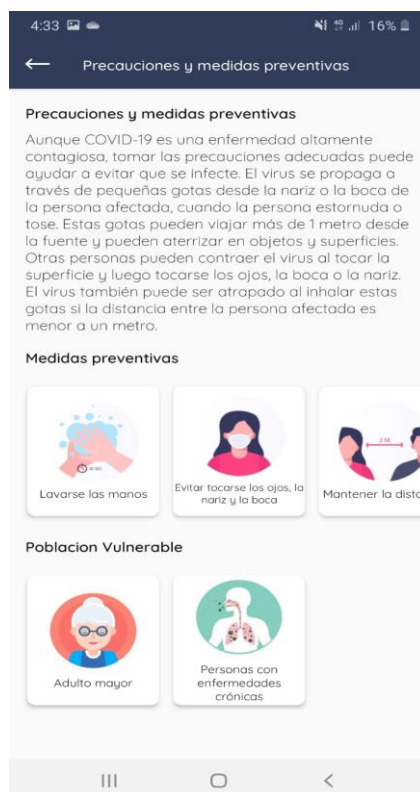 4:33
16%
Precauciones y medidas preventivas
Precauciones y medidas preventivas
Aunque COVID-19 es una enfermedad altamente
contagiosa, tomar las precauciones adecuadas puede
ayudar a evitar que se infecte. El virus se propaga a
través de pequeñas gotas desde la nariz o la boca de
la persona afectada, cuando la persona estornuda o
tose. Estas gotas pueden viajar más de 1 metro desde
la fuente y pueden aterrizar en objetos y superficies.
Otras personas pueden contraer el virus al tocar la
superficie y luego tocarse los ojos, la boca o la nariz.
El virus también puede ser atrapado al inhalar estas
gotas si la distancia entre la persona afectada es
menor a un metro.
Medidas preventivas
2 M
Lavarse las manos
Evitar tocarse los ojos, la
nariz y la boca
Mantener la dist
Poblacion Vulnerable
Adulto mayor
Personas con
enfermedades
crónicas